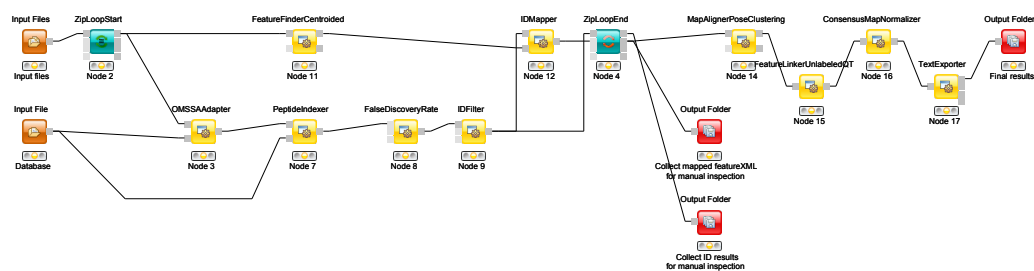 Input Files
ZipLoopStart
FeatureFinderCentroided
IDMapper
ZipLoopEnd
MapAlignerPoseClustering
ConsensusMapNormalizer
Output Folder
Input files
Node 2
Node 11
Node 12
Node 4
Node 14
FeatureLinkerUnlabeledQT
Node 16
TextExporter
Final results
Input File
OMSSAAdapter
PeptideIndexer
FalseDiscoveryRate
IDFilter
Output Folder
Node 15
Node 17
Database
Node 3
Node 7
Node 8
Node 9
Collect mapped featureXML
for manual inspection
Output Folder
Collect ID results
for manual inspection